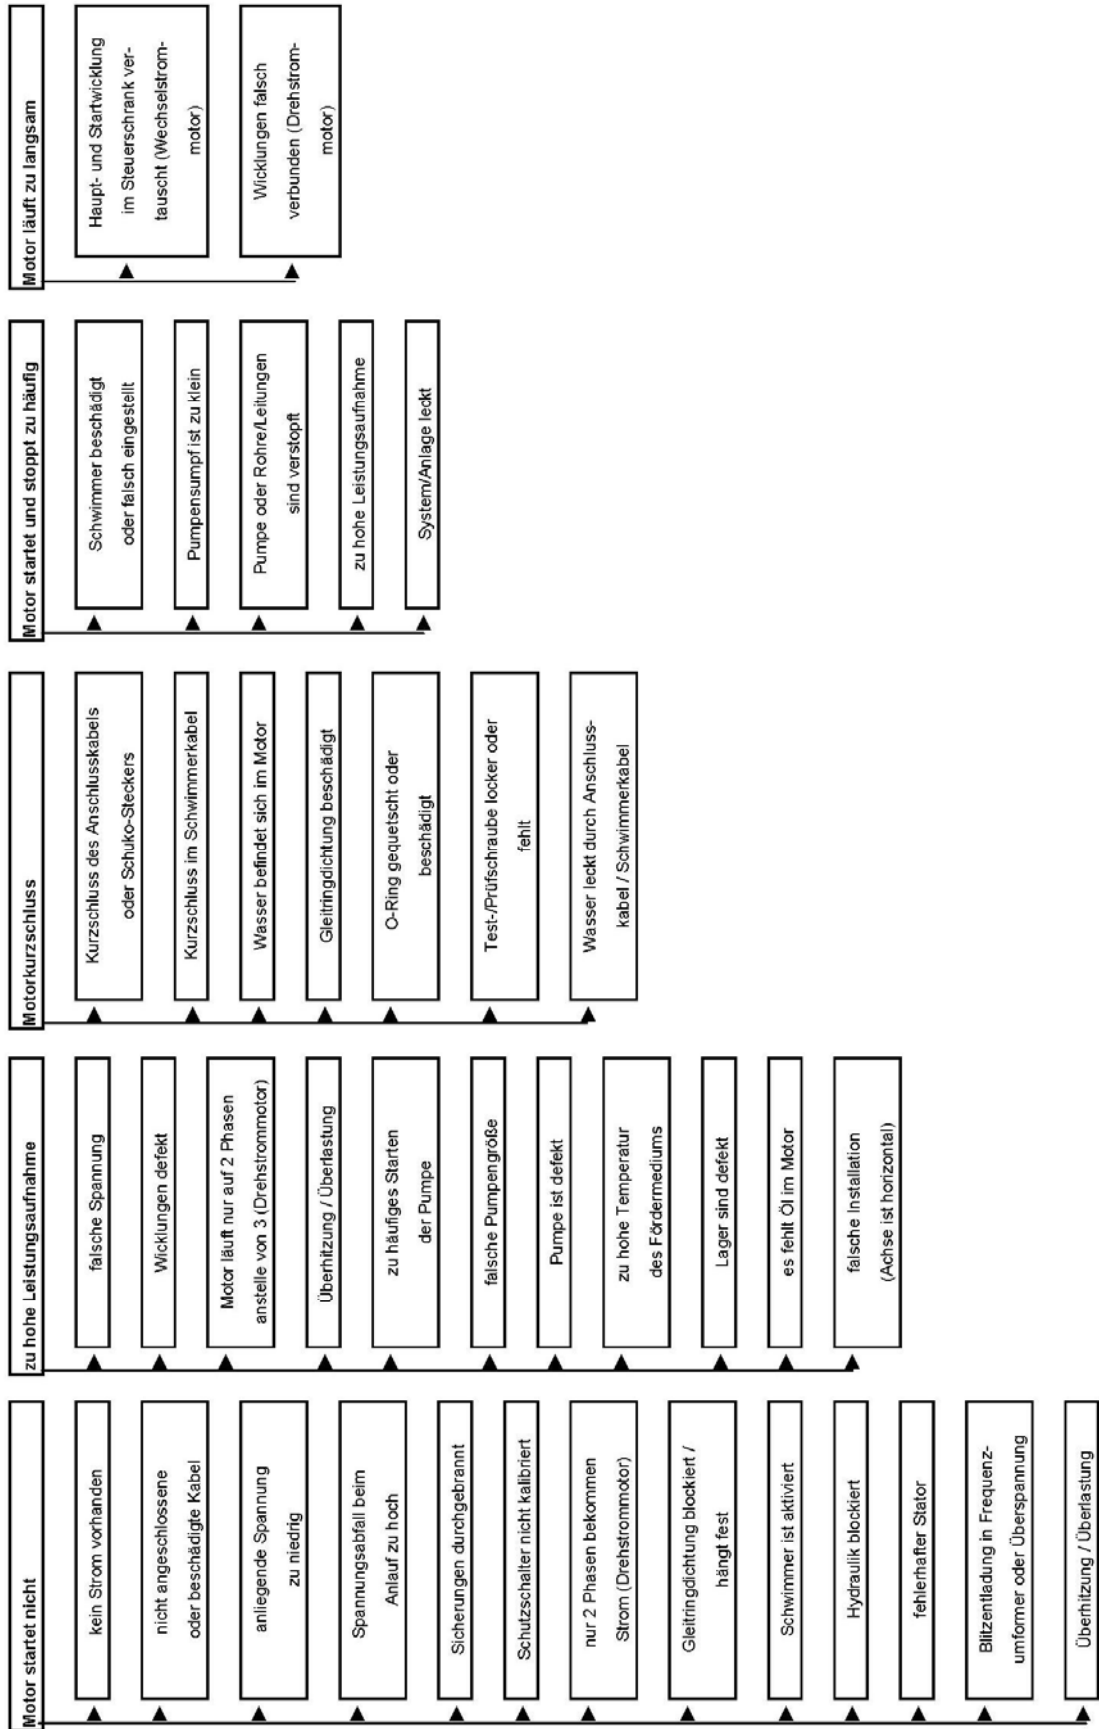 Motor startet nicht
kein Strom vorhanden
nicht angeschlossene
oder beschädigte Kabel
anliegende Spannung
zu niedrig
Spannungsabfall beim
Anlauf zu hoch
Sicherungen durchgebrannt
Schutzschalter nicht kalibriert
nur 2 Phasen bekommen
Strom (Drehstrommotor)
Gleitringdichtung blockiert /
hängt fest
Schwimmer ist aktiviert
Hydraulik blockiert
fehlerhafter Stator
Blitzentladung in Frequenz-
umformer oder Überspannung
Überhitzung / Überlastung
zu hohe Leistungsaufnahme
falsche Spannung
Wicklungen defekt
Motor läuft nur auf 2 Phasen
anstelle von 3 (Drehstrommotor)
Überhitzung / Überlastung
zu häufiges Starten
der Pumpe
falsche Pumpengröße
Pumpe ist defekt
zu hohe Temperatur
des Fördermediums
Lager sind defekt
es fehlt Öl im Motor
falsche Installation
(Achse ist horizontal)
Motorkurzschluss
Kurzschluss des Anschlusskabels
oder Schuko-Steckers
Kurzschluss im Schwimmerkabel
Wasser befindet sich im Motor
Gleitringdichtung beschädigt
O-Ring gequetscht oder
beschädigt
Test-/Prüfschraube locker oder
fehlt
Wasser leckt durch Anschluss-
kabel / Schwimmerkabel
Motor startet und stoppt zu häufig
Schwimmer beschädigt
oder falsch eingestellt
Pumpensumpf ist zu klein
Pumpe oder Rohre/Leitungen
sind verstopft
zu hohe Leistungsaufnahme
System/Anlage leckt
Motor läuft zu langsam
Haupt- und Startwicklung
im Steuerschrank ver-
tauscht (Wechselstrom-
motor)
Wicklungen falsch
verbunden (Drehstrom-
motor)